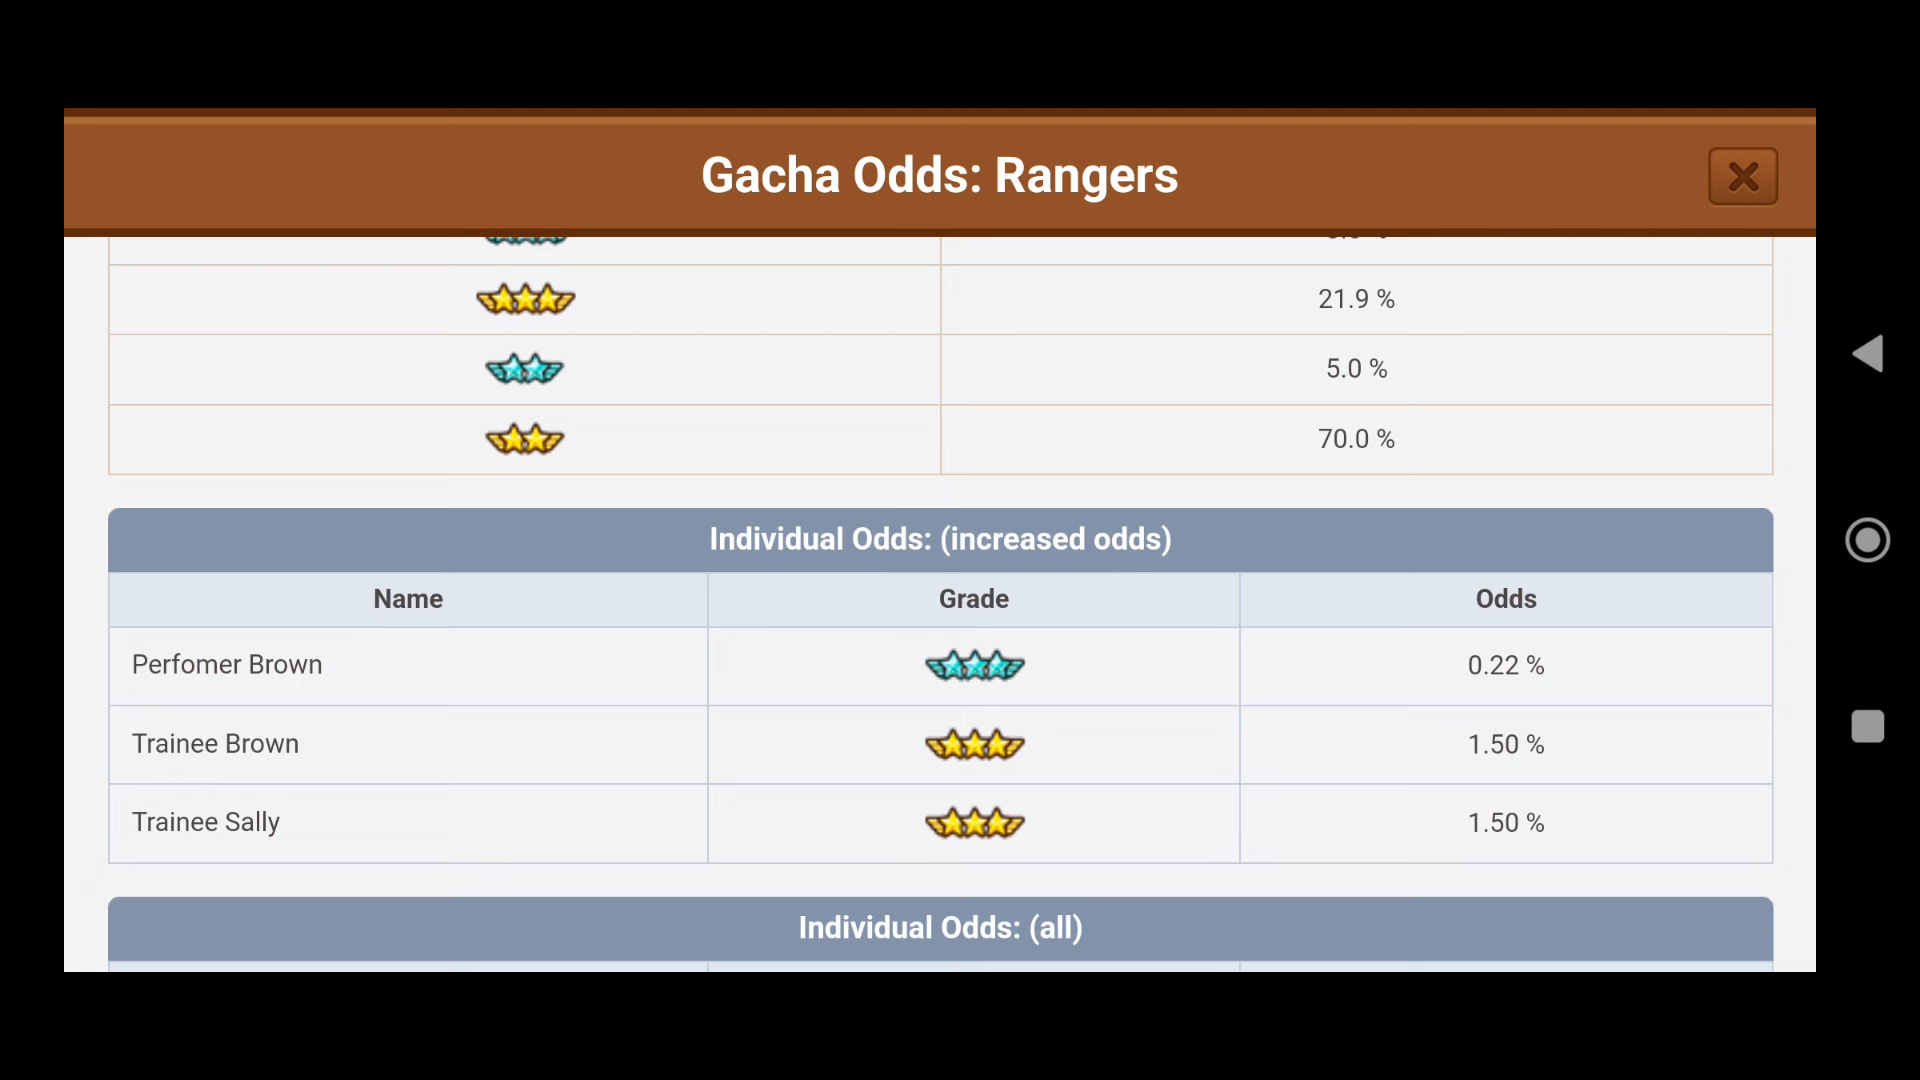 Gacha Odds: Rangers
21.9 %
5.0 %
70.0 %
Individual Odds: (increased odds)
Name Grade Odds
Perfomer Brown 0.22 %
Trainee Brown 1.50 %
Trainee Sally 1.50 %
Individual Odds: (all)